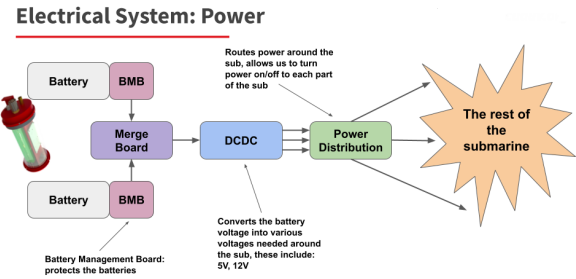 Electrical System: Power
Routes power around the
sub, allows us to turn
power on/off to each part
of the sub
Battery
BMB
Merge
Board
DCDC
Power
Distribution
The rest of
the
submarine
Battery
BMB
Battery Management Board:
protects the batteries
Converts the battery
voltage into various
voltages needed around
the sub, these include:
5V, 12V